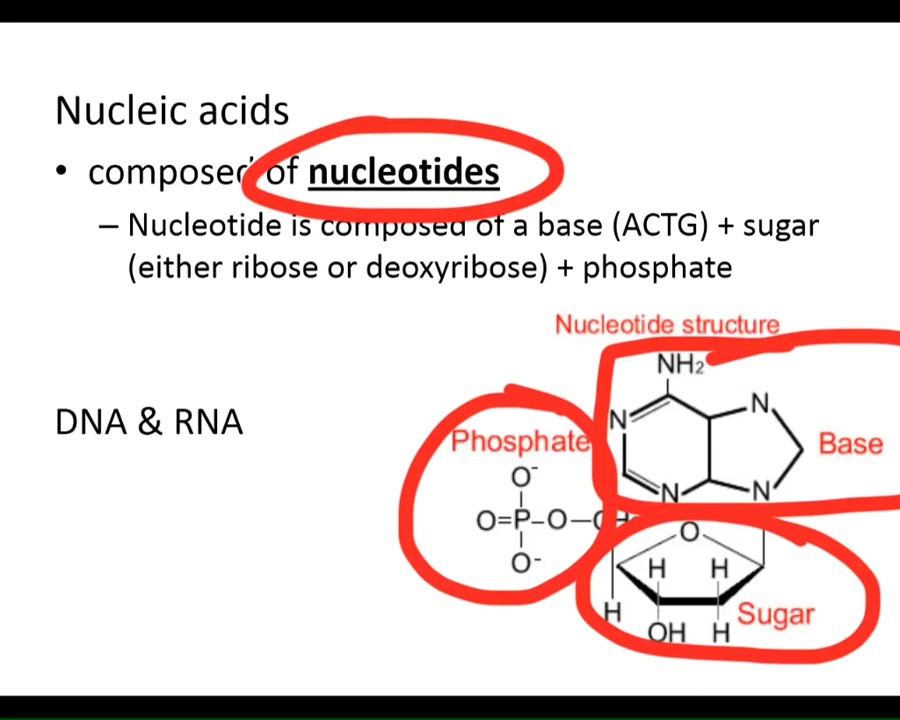 Nucleic acids
• composed of nucleotides
– Nucleotide is composed of a base (ACTG) + sugar
(either ribose or deoxyribose) + phosphate
Nucleotide structure
NH₂
N
N
DNA & RNA
Phosphate
Base
O⁻
N
N
O=P–O–C
O
O⁻
H
H
H
Sugar
OH
H